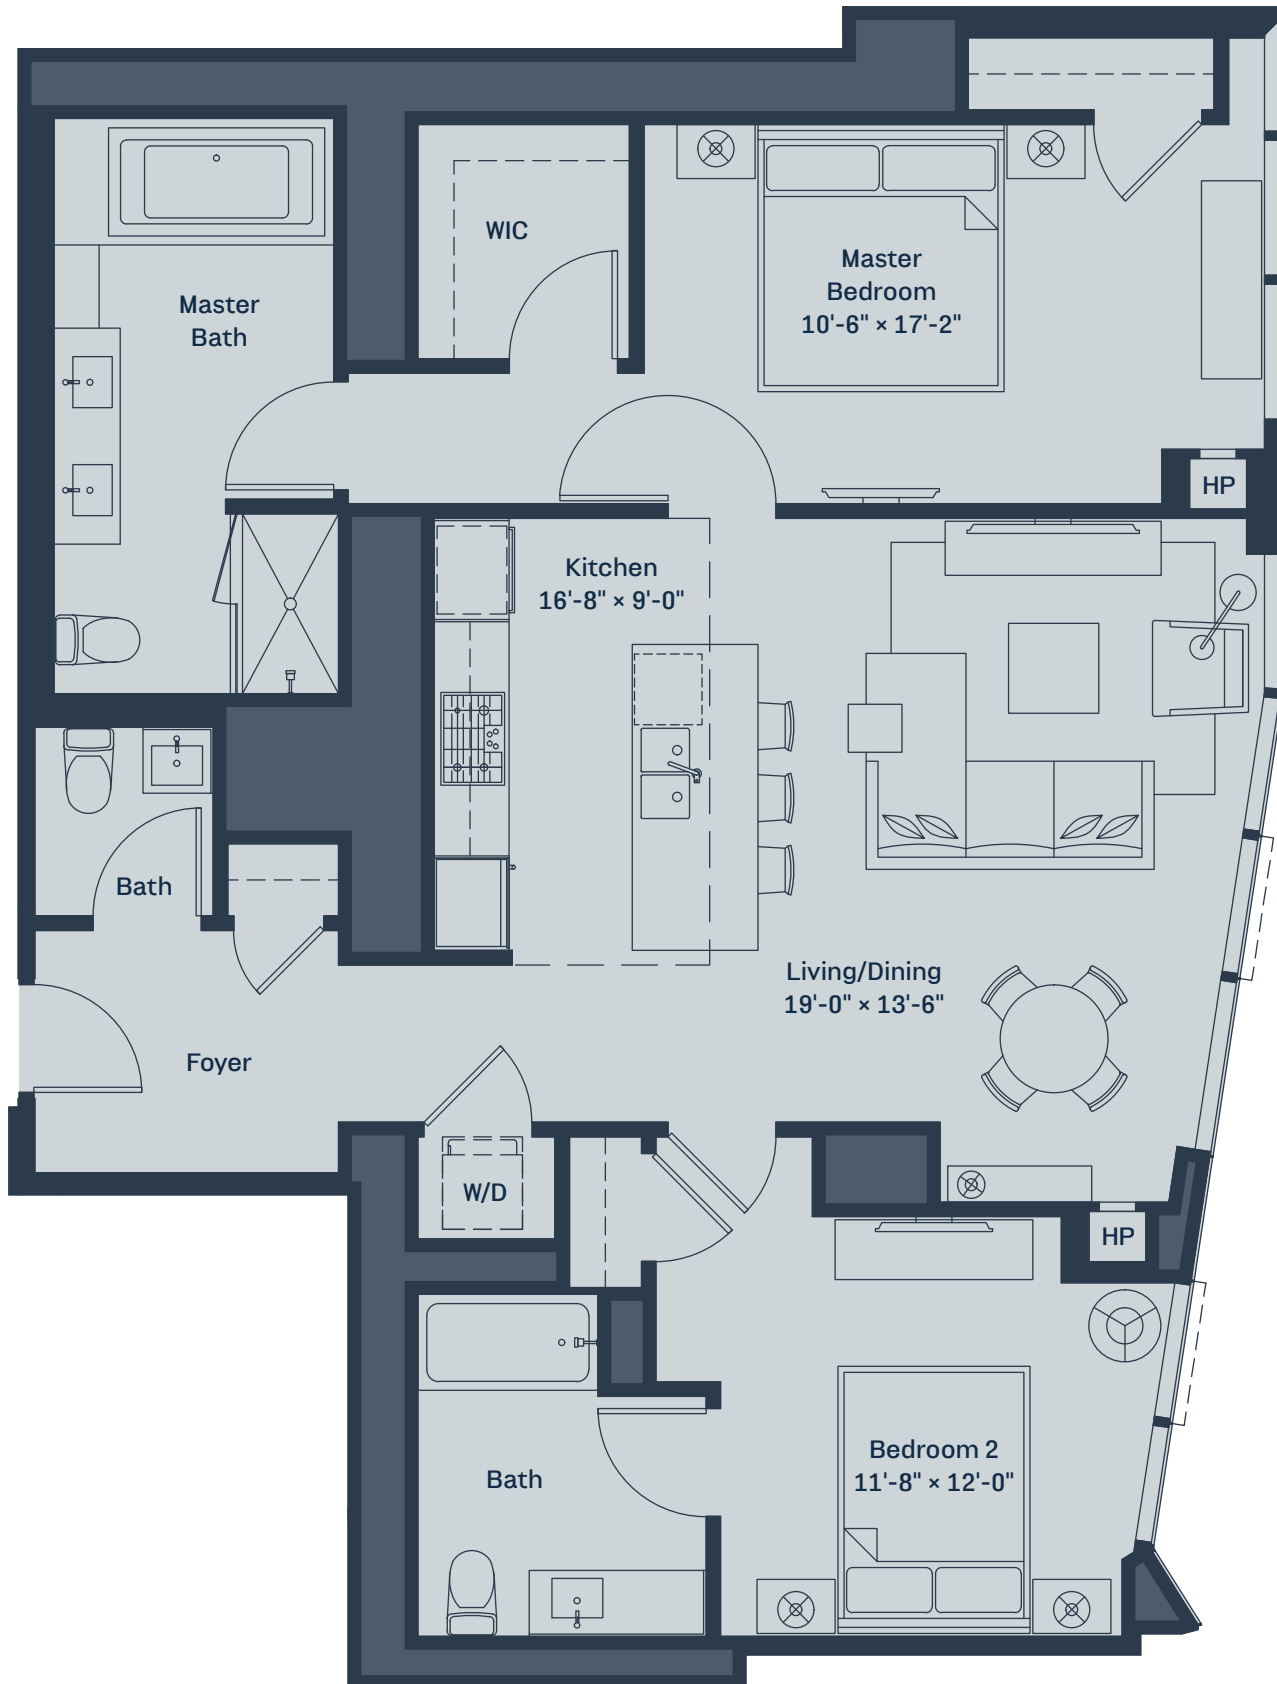 WIC
Master
Bedroom
10'-6" × 17'-2"
Master
Bath
HP
Kitchen
16'-8" × 9'-0"
Bath
Living/Dining
19'-0" × 13'-6"
Foyer
W/D
HP
Bedroom 2
11'-8" × 12'-0"
Bath